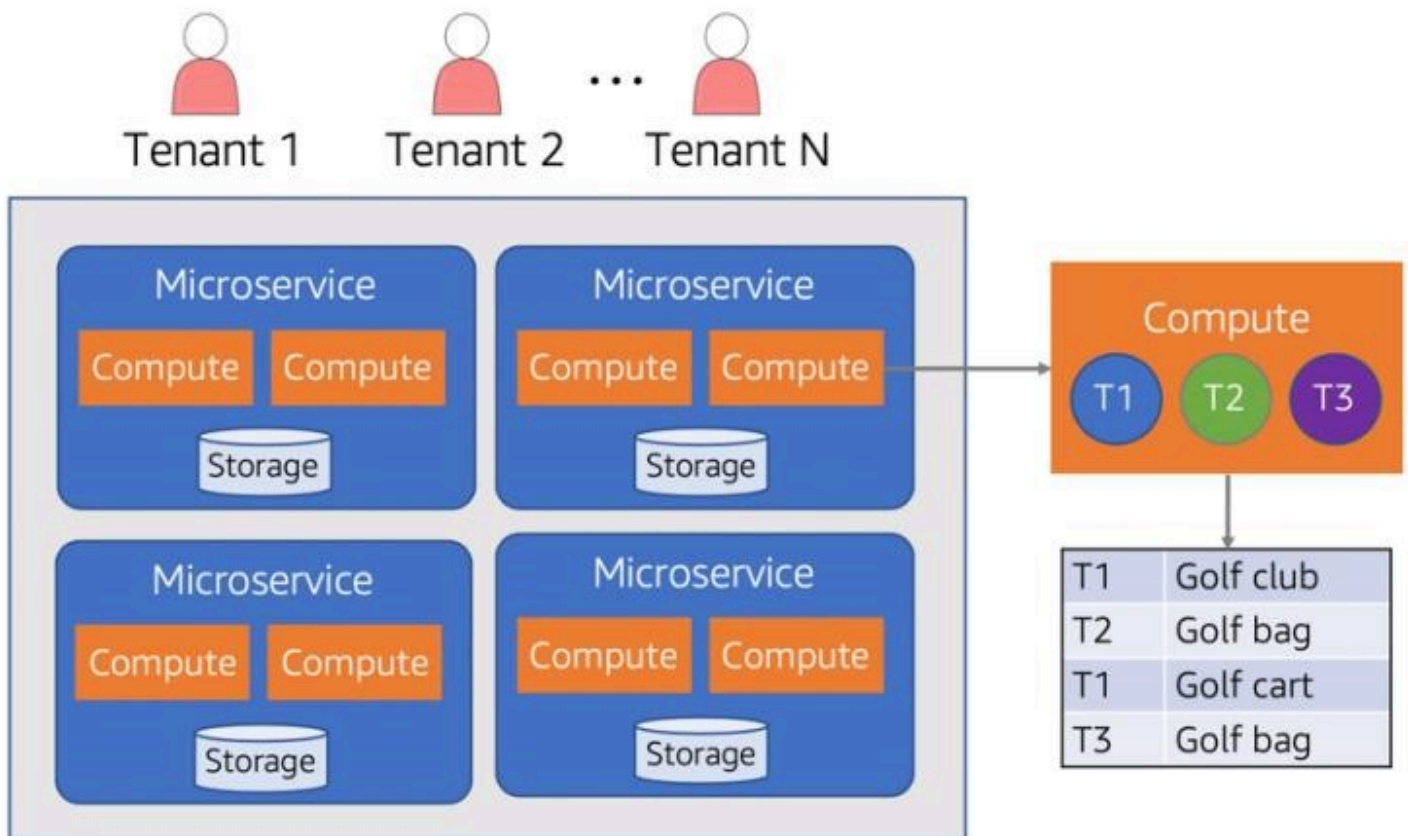 ...
Tenant 1
Tenant 2
Tenant N
Microservice
Compute
Compute
Storage
Microservice
Compute
Compute
Storage
Microservice
Compute
Compute
Storage
Microservice
Compute
Compute
Storage
Compute
T1
T2
T3
T1 Golf club
T2 Golf bag
T1 Golf cart
T3 Golf bag